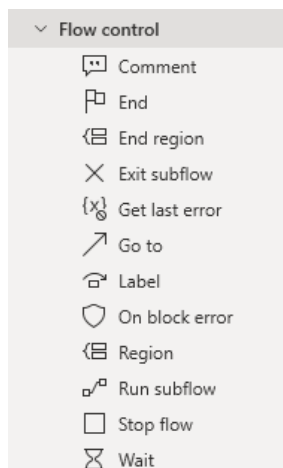 Flow control
Comment
End
End region
Exit subflow
Get last error
Go to
Label
On block error
Region
Run subflow
Stop flow
Wait